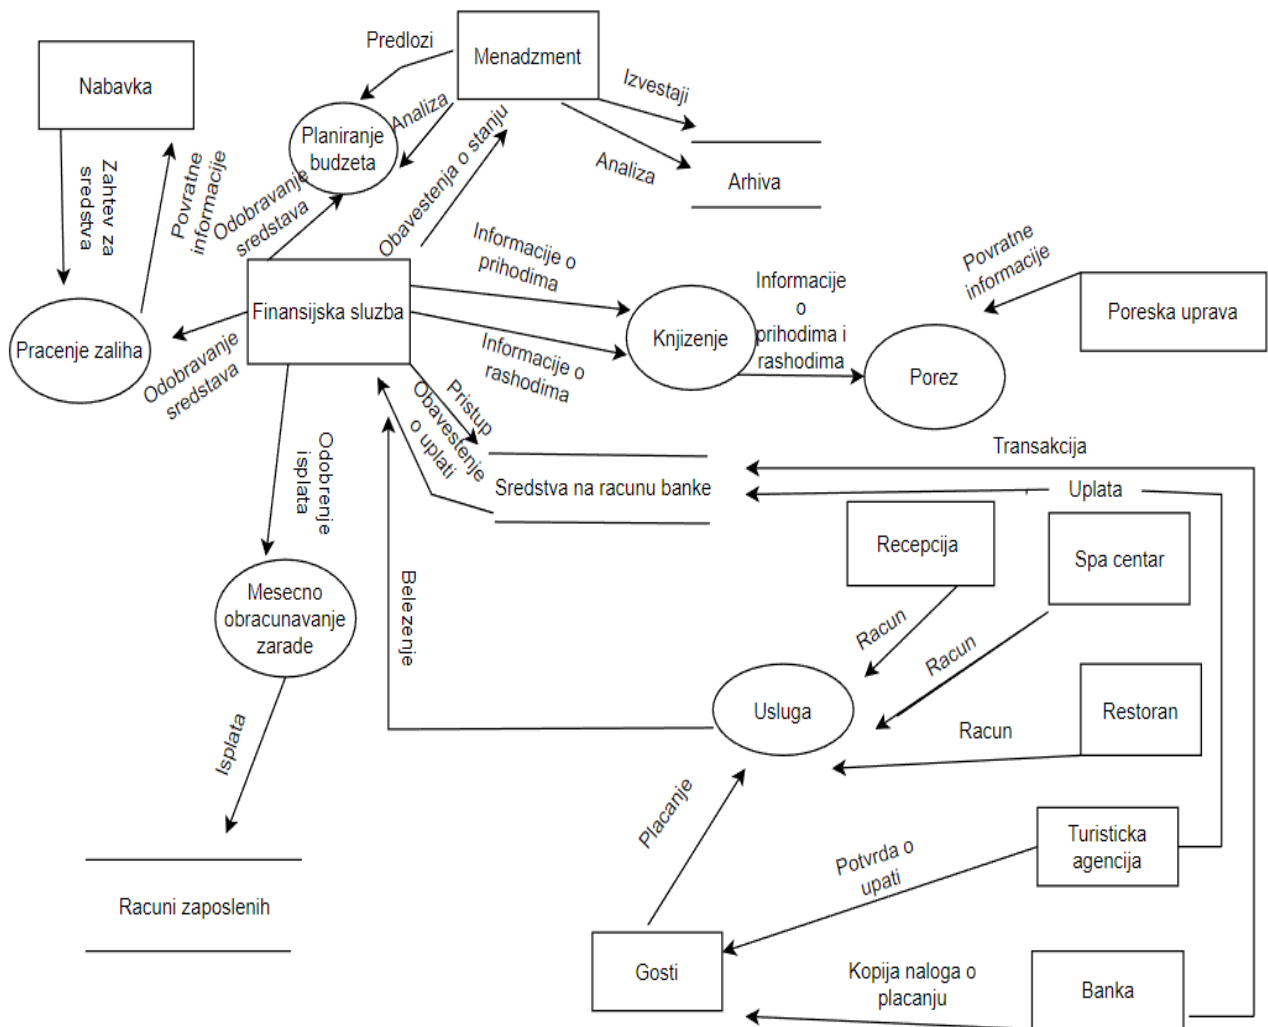 Predlozi
Menadzment
Nabavka
Izvestaji
Analiza
Planiranje
budzeta
Obavestenja o stanju
Analiza
Arhiva
Zahtev za
sredstva
Povratne
informacije
Odobravanje
sredstava
Informacije o
prihodima
Povratne
informacije
Finansijska sluzba
Informacije
o
prihodima i
rashodima
Poreska uprava
Pracenje zaliha
Odobravanje
sredstava
Knjizenje
Informacije o
rashodima
Porez
Pristup
Obavestenje
o uplati
Odobrenje
isplata
Transakcija
Sredstva na racunu banke
Uplata
Recepcija
Spa centar
Mesecno
obracunavanje
zarade
Belezenje
Racun
Racun
Usluga
Restoran
Racun
Isplata
Placanje
Turisticka
agencija
Potvrda o
upati
Racuni zaposlenih
Gosti
Kopija naloga o
placanju
Banka